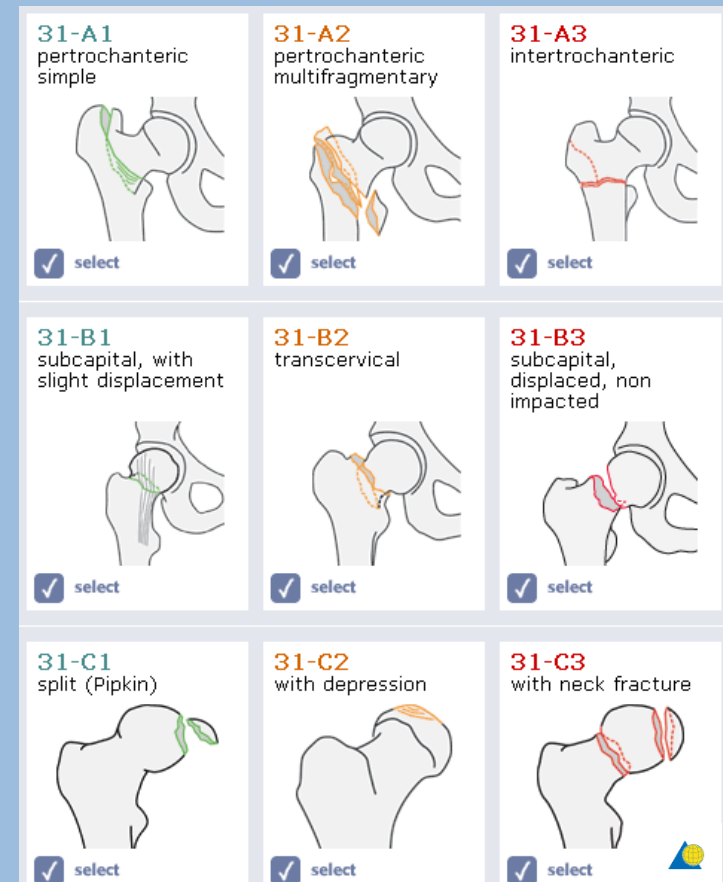 31-A1
pertrochanteric
simple
select
31-A2
pertrochanteric
multifragmentary
select
31-A3
intertrochanteric
select
31-B1
subcapital, with
slight displacement
select
31-B2
transcervical
select
31-B3
subcapital,
displaced, non
impacted
select
31-C1
split (Pipkin)
select
31-C2
with depression
select
31-C3
with neck fracture
select